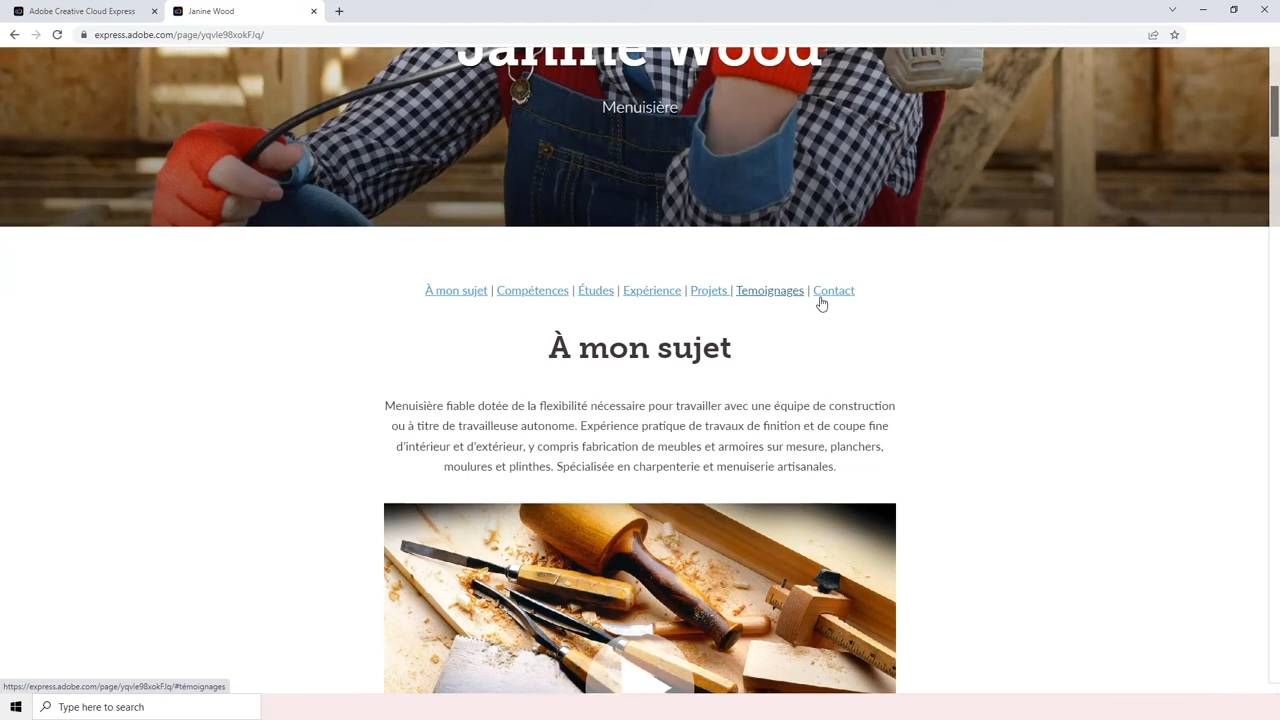 Adobe Creative Cloud Express
Janine Wood
express.adobe.com/page/yqvle98xokFJq/
Janine Wood
Menuisière
À mon sujet | Compétences | Études | Expérience | Projets | Temoignages | Contact
À mon sujet
Menuisière fiable dotée de la flexibilité nécessaire pour travailler avec une équipe de construction
ou à titre de travailleuse autonome. Expérience pratique de travaux de finition et de coupe fine
d’intérieur et d’extérieur, y compris fabrication de meubles et armoires sur mesure, planchers,
moulures et plinthes. Spécialisée en charpenterie et menuiserie artisanales.
https://express.adobe.com/page/yqvle98xokFJq/#témoignages
Type here to search